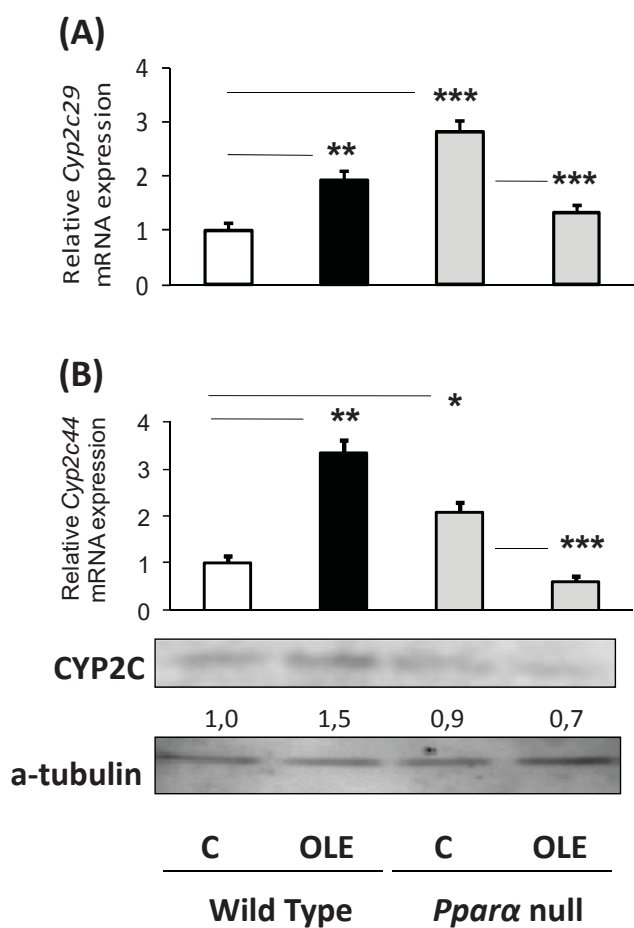 (A)
Relative Cyp2c29
mRNA expression
4
3
2
1
0
**
***
***
(B)
Relative Cyp2c44
mRNA expression
4
3
2
1
0
**
*
***
CYP2C
1,0 1,5 0,9 0,7
a-tubulin
C OLE C OLE
Wild Type Pparα null